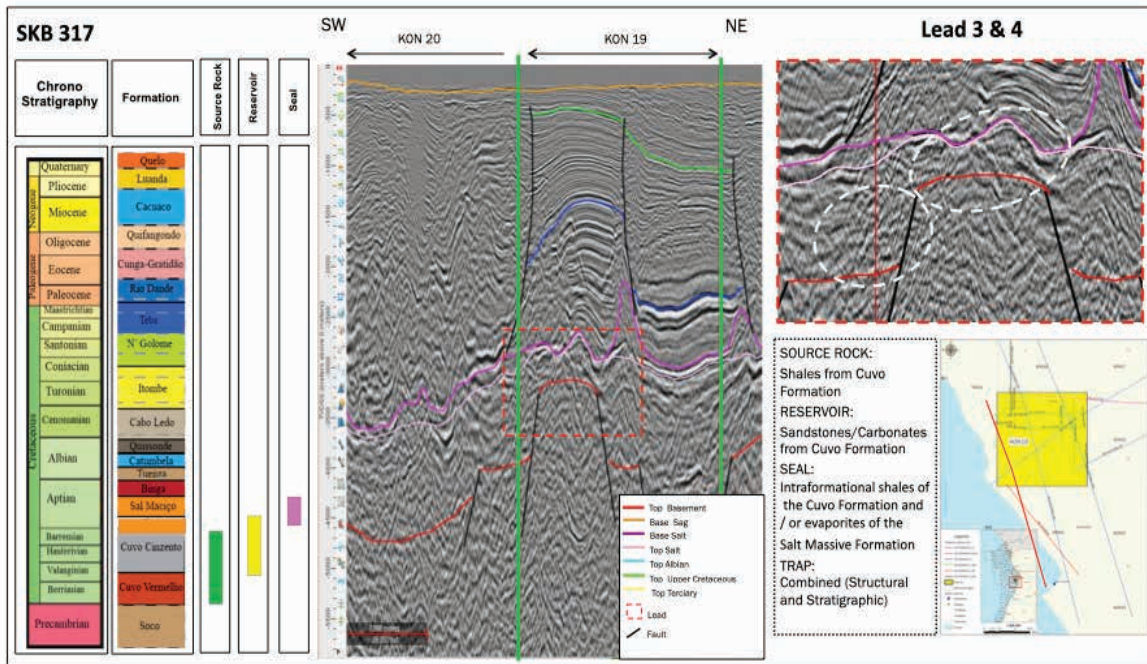 SKB 317
SW
NE
KON 20
KON 19
Lead 3 & 4
Chrono
Stratigraphy
Formation
Source Rock
Reservoir
Seal
Quaternary
Pliocene
Miocene
Oligocene
Eocene
Paleocene
Maastrichtian
Campanian
Santonian
Coniacian
Turonian
Cenomanian
Albian
Aptian
Barremian
Hauterivian
Valanginian
Berriasian
Precambrian
Neogene
Paleogene
Cretaceous
Quelo
Luanda
Cacuaco
Quifangondo
Cunga-Gratidão
Rio Dande
Teba
N' Golome
Itombe
Cabo Ledo
Quissonde
Catumbela
Tuenza
Binga
Sal Maciço
Cuvo Cinzento
Cuvo Vermelho
Soco
Top Basement
Base Sag
Base Salt
Top Salt
Top Albian
Top Upper Cretaceous
Top Terciary
Lead
Fault
SOURCE ROCK:
Shales from Cuvo
Formation
RESERVOIR:
Sandstones/Carbonates
from Cuvo Formation
SEAL:
Intraformational shales of
the Cuvo Formation and
/ or evaporites of the
Salt Massive Formation
TRAP:
Combined (Structural
and Stratigraphic)